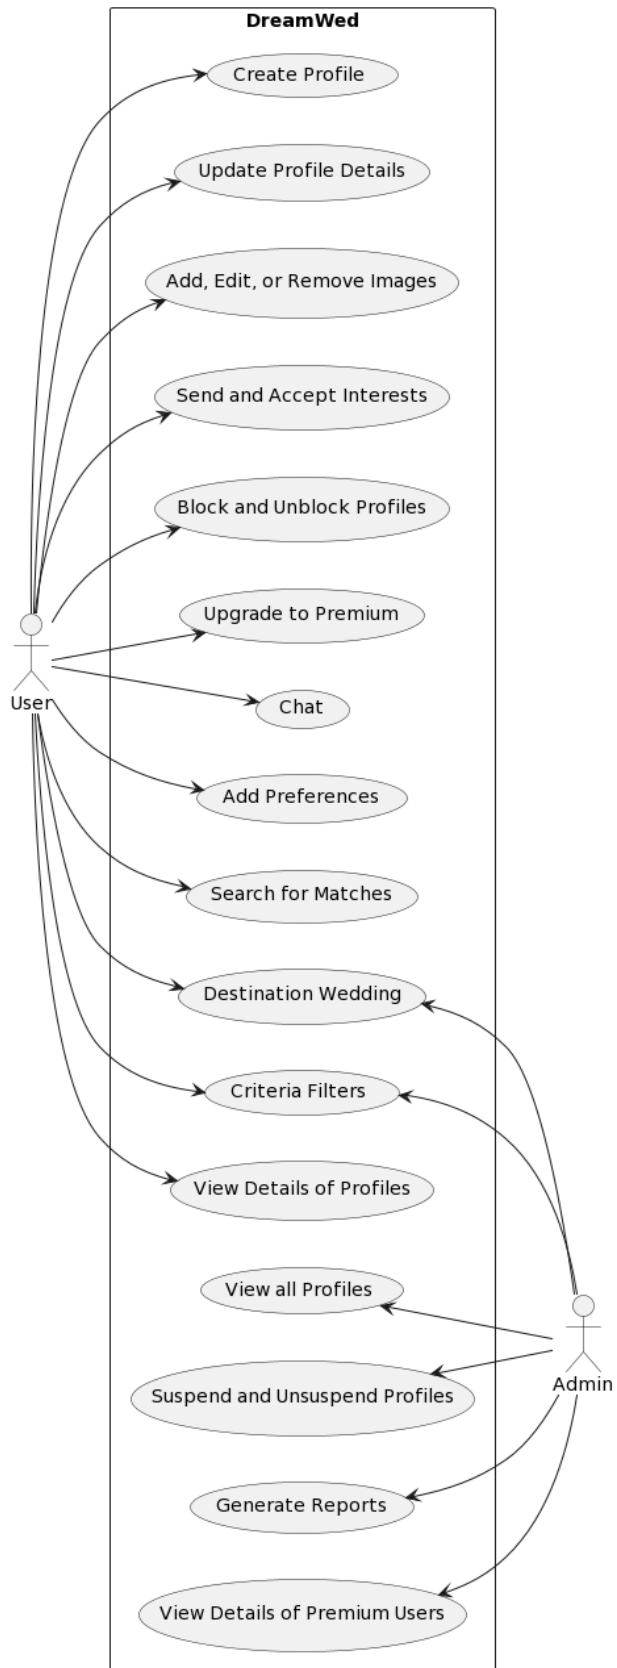 DreamWed
Create Profile
Update Profile Details
Add, Edit, or Remove Images
Send and Accept Interests
Block and Unblock Profiles
Upgrade to Premium
User
Chat
Add Preferences
Search for Matches
Destination Wedding
Criteria Filters
View Details of Profiles
View all Profiles
Admin
Suspend and Unsuspend Profiles
Generate Reports
View Details of Premium Users